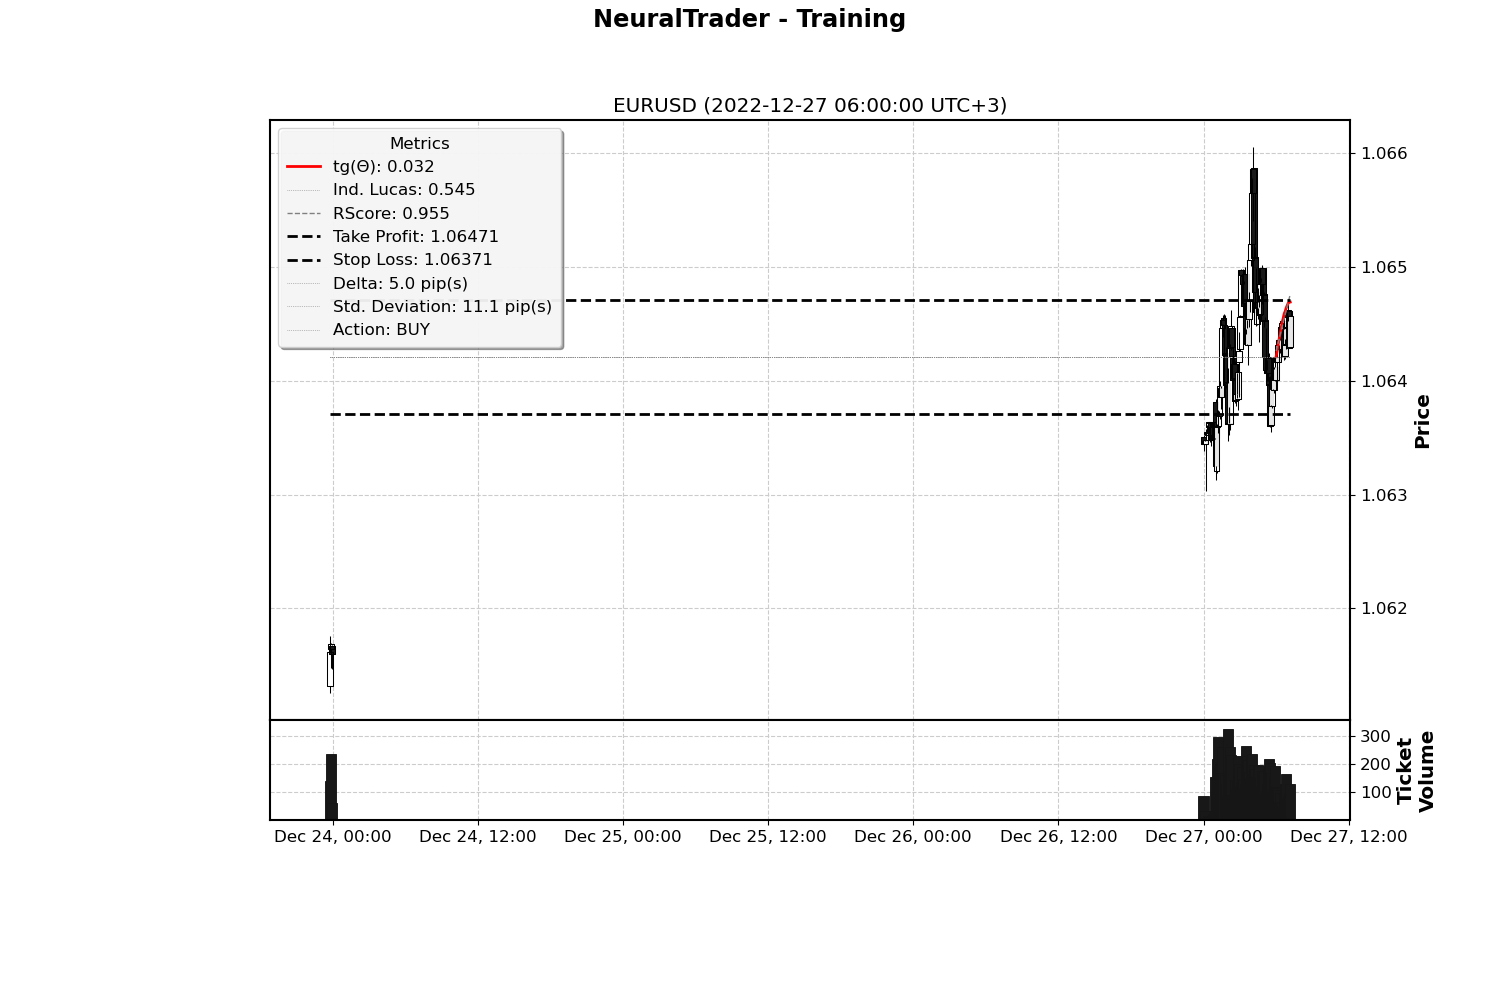 NeuralTrader - Training
EURUSD (2022-12-27 06:00:00 UTC+3)
Metrics
tg(Θ): 0.032
Ind. Lucas: 0.545
RScore: 0.955
Take Profit: 1.06471
Stop Loss: 1.06371
Delta: 5.0 pip(s)
Std. Deviation: 11.1 pip(s)
Action: BUY
1.066
1.065
1.064
1.063
1.062
Price
300
200
100
Ticket
Volume
Dec 24, 00:00
Dec 24, 12:00
Dec 25, 00:00
Dec 25, 12:00
Dec 26, 00:00
Dec 26, 12:00
Dec 27, 00:00
Dec 27, 12:00